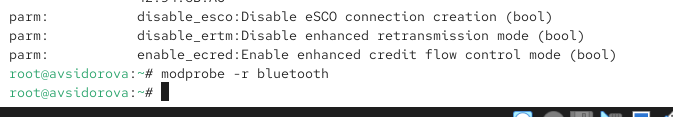 parm:           disable_esco:Disable eSCO connection creation (bool)
parm:           disable_ertm:Disable enhanced retransmission mode (bool)
parm:           enable_ecred:Enable enhanced credit flow control mode (bool)
root@avsidorova:~# modprobe -r bluetooth
root@avsidorova:~#